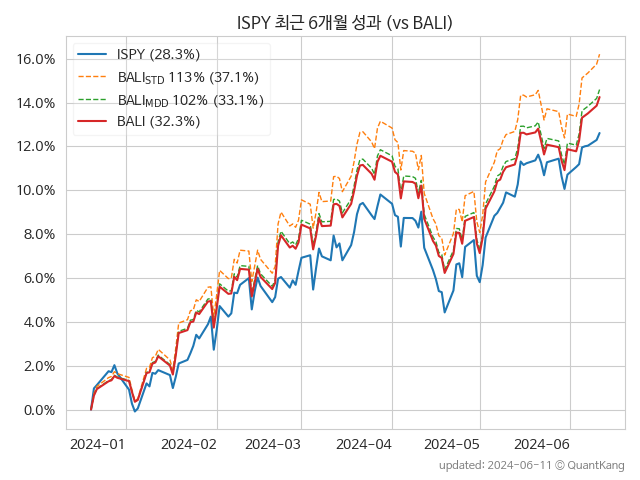 ISPY 최근 6개월 성과 (vs BALI)
ISPY (28.3%)
BALI_STD 113% (37.1%)
BALI_MDD 102% (33.1%)
BALI (32.3%)
16.0%
14.0%
12.0%
10.0%
8.0%
6.0%
4.0%
2.0%
0.0%
2024-01 2024-02 2024-03 2024-04 2024-05 2024-06
updated: 2024-06-11 © QuantKang